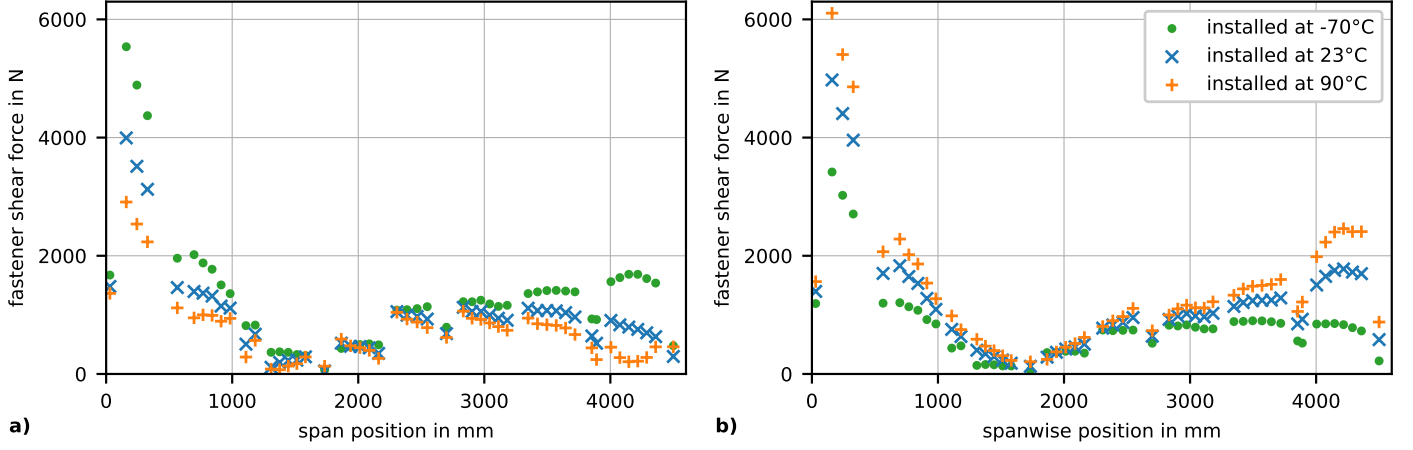 fastener shear force in N
6000
4000
2000
0
0 1000 2000 3000 4000
span position in mm
a)
fastener shear force in N
6000
4000
2000
0
installed at -70°C
installed at 23°C
installed at 90°C
0 1000 2000 3000 4000
spanwise position in mm
b)